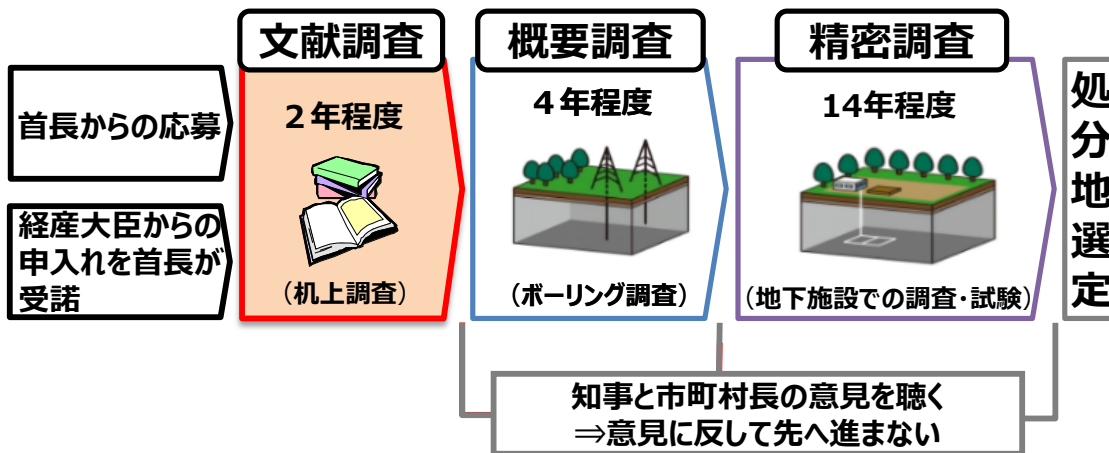 文献調査
概要調査
精密調査
首長からの応募
経産大臣からの
申入れを首長が
受諾
２年程度
（机上調査）
４年程度
（ボーリング調査）
14年程度
（地下施設での調査・試験）
処
分
地
選
定
知事と市町村長の意見を聴く
⇒意見に反して先へ進まない